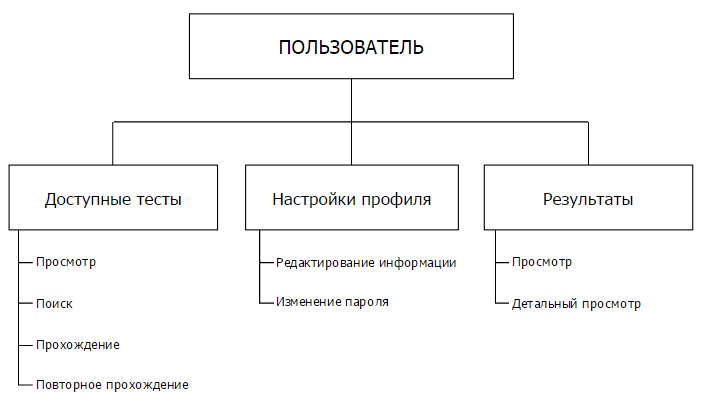 ПОЛЬЗОВАТЕЛЬ
Доступные тесты
Просмотр
Поиск
Прохождение
Повторное прохождение
Настройки профиля
Редактирование информации
Изменение пароля
Результаты
Просмотр
Детальный просмотр